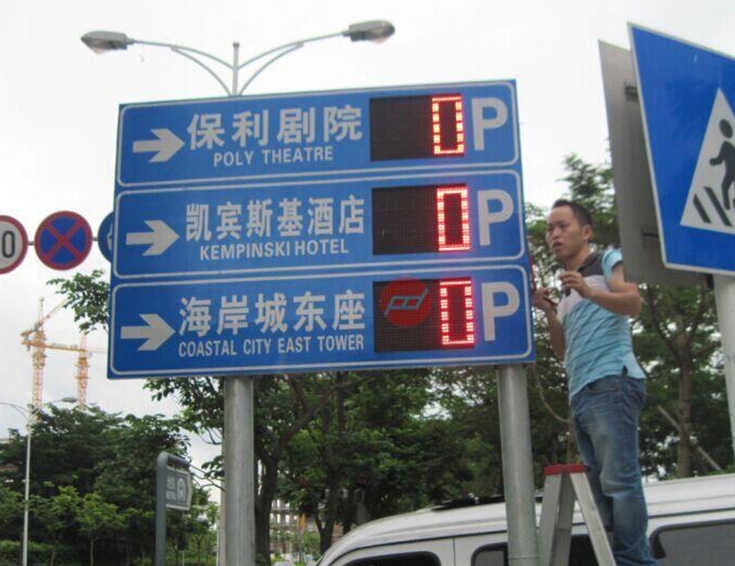 保利剧院 0 P
POLY THEATRE
凯宾斯基酒店 0 P
KEMPINSKI HOTEL
海岸城东座 0 P
COASTAL CITY EAST TOWER